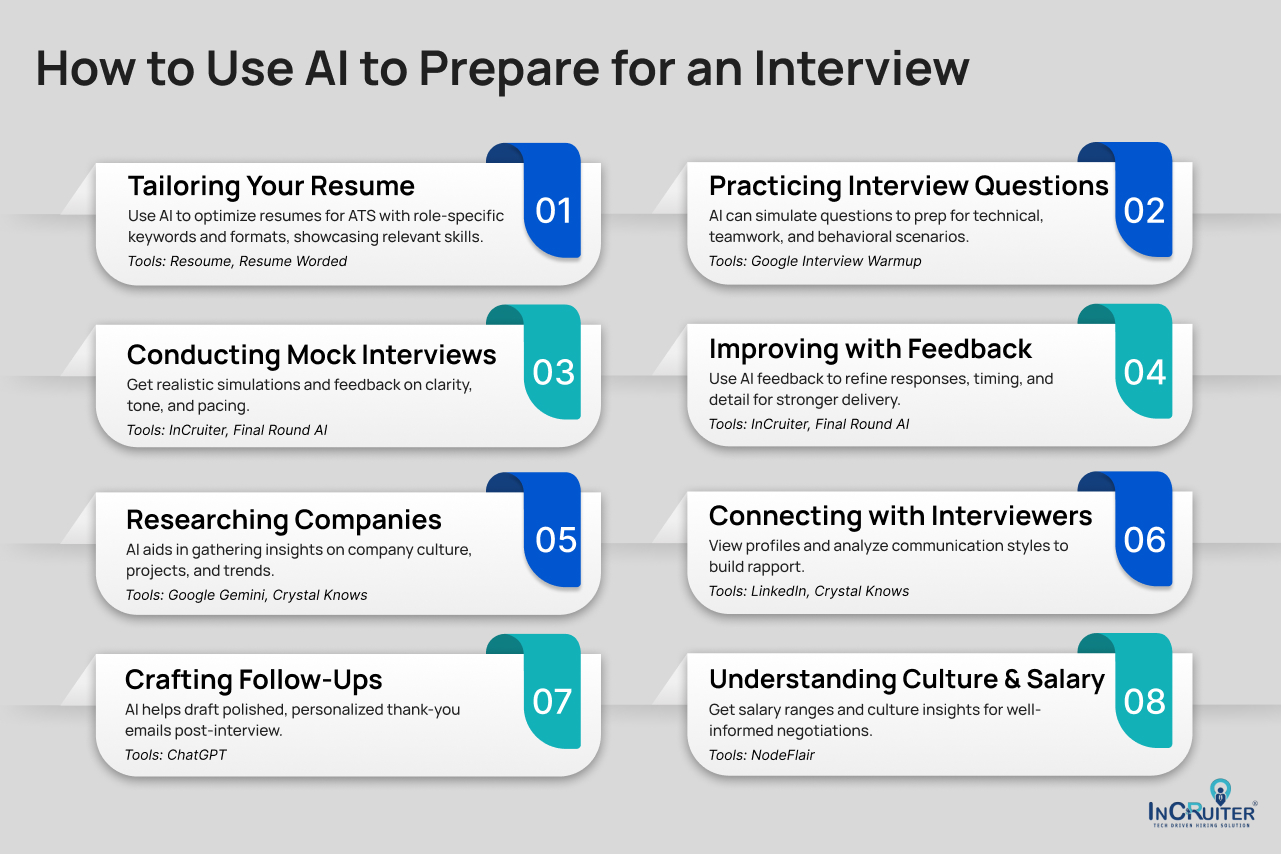 How to Use AI to Prepare for an Interview
Tailoring Your Resume
Use AI to optimize resumes for ATS with role-specific
keywords and formats, showcasing relevant skills.
Tools: Resoume, Resume Worded
01
Practicing Interview Questions
AI can simulate questions to prep for technical,
teamwork, and behavioral scenarios.
Tools: Google Interview Warmup
02
Conducting Mock Interviews
Get realistic simulations and feedback on clarity,
tone, and pacing.
Tools: InCruiter, Final Round AI
03
Improving with Feedback
Use AI feedback to refine responses, timing, and
detail for stronger delivery.
Tools: InCruiter, Final Round AI
04
Researching Companies
AI aids in gathering insights on company culture,
projects, and trends.
Tools: Google Gemini, Crystal Knows
05
Connecting with Interviewers
View profiles and analyze communication styles to
build rapport.
Tools: LinkedIn, Crystal Knows
06
Crafting Follow-Ups
AI helps draft polished, personalized thank-you
emails post-interview.
Tools: ChatGPT
07
Understanding Culture & Salary
Get salary ranges and culture insights for well-
informed negotiations.
Tools: NodeFlair
08
INCRUITER®
TECH DRIVEN HIRING SOLUTION